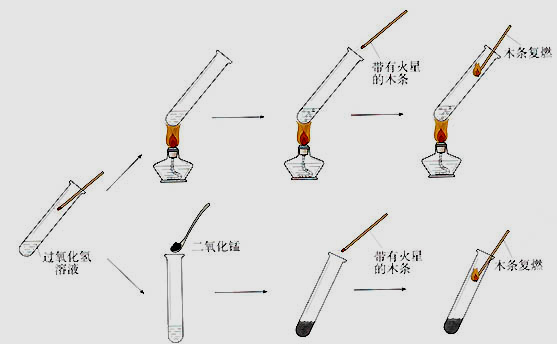 带有火星
的木条
木条复燃
过氧化氢
溶液
二氧化锰
带有火星
的木条
木条复燃